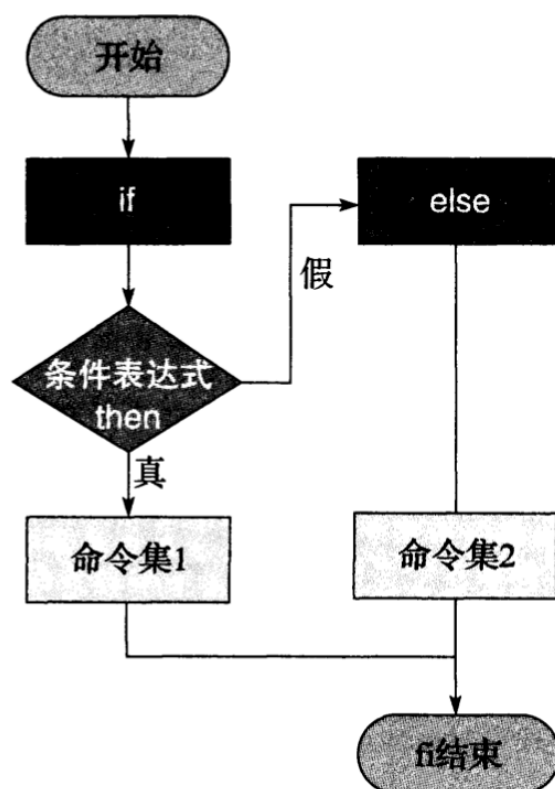 开始
if
else
假
条件表达式
then
真
命令集1
命令集2
fi结束